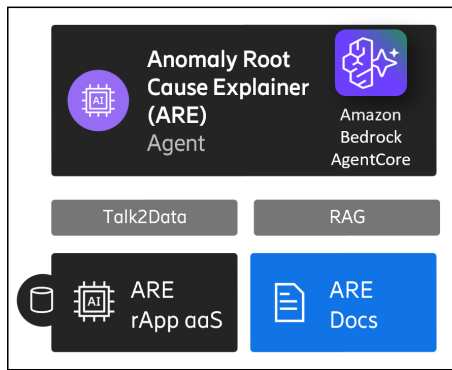 Anomaly Root
Cause Explainer
(ARE)
Agent
Amazon
Bedrock
AgentCore
AI
Talk2Data
RAG
AI
ARE
rApp aaS
ARE
Docs